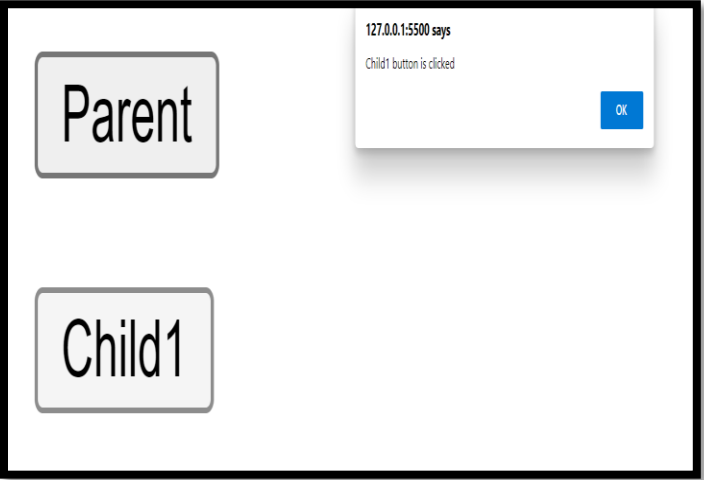 Parent
127.0.0.1:5500 says
Child1 button is clicked
OK
Child1